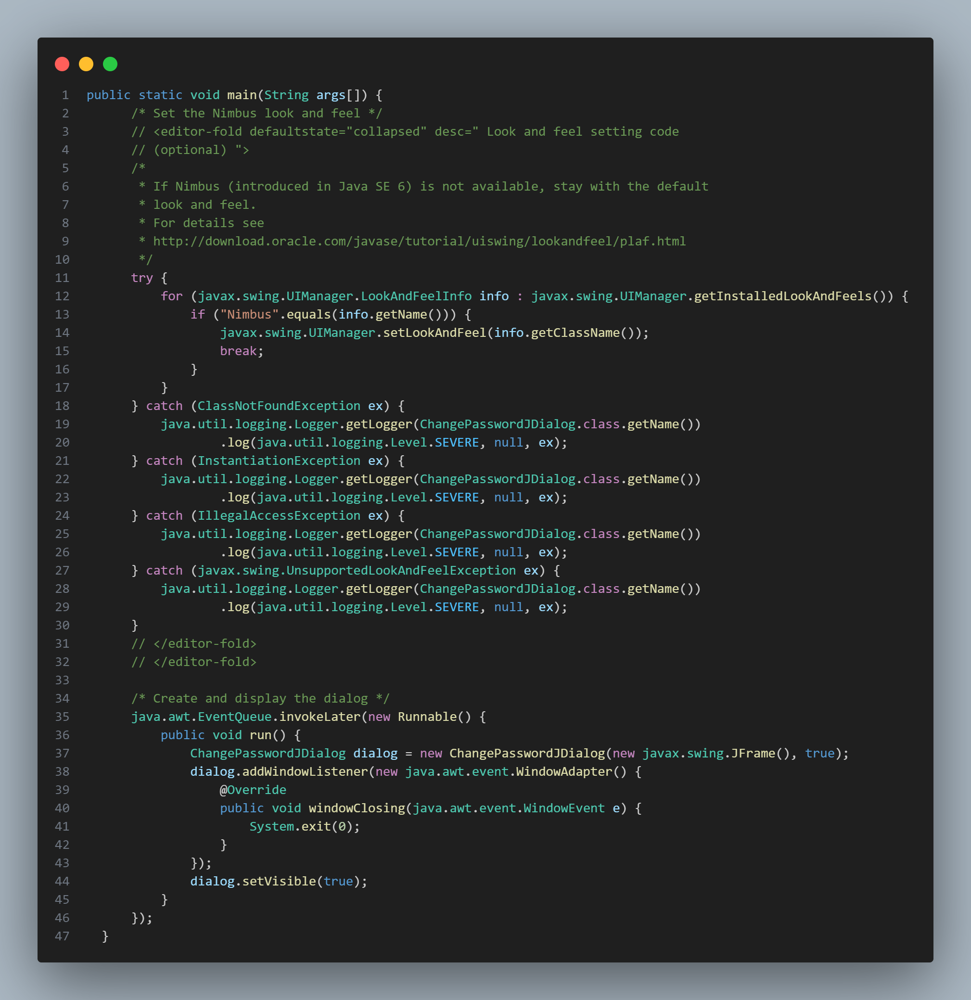 1 public static void main(String args[]) {
2 /* Set the Nimbus look and feel */
3 // <editor-fold defaultstate="collapsed" desc=" Look and feel setting code
4 // (optional) ">
5 /*
6 * If Nimbus (introduced in Java SE 6) is not available, stay with the default
7 * look and feel.
8 * For details see
9 * http://download.oracle.com/javase/tutorial/uiswing/lookandfeel/plaf.html
10 */
11 try {
12 for (javax.swing.UIManager.LookAndFeelInfo info : javax.swing.UIManager.getInstalledLookAndFeels()) {
13 if ("Nimbus".equals(info.getName())) {
14 javax.swing.UIManager.setLookAndFeel(info.getClassName());
15 break;
16 }
17 }
18 } catch (ClassNotFoundException ex) {
19 java.util.logging.Logger.getLogger(ChangePasswordJDialog.class.getName())
20 .log(java.util.logging.Level.SEVERE, null, ex);
21 } catch (InstantiationException ex) {
22 java.util.logging.Logger.getLogger(ChangePasswordJDialog.class.getName())
23 .log(java.util.logging.Level.SEVERE, null, ex);
24 } catch (IllegalAccessException ex) {
25 java.util.logging.Logger.getLogger(ChangePasswordJDialog.class.getName())
26 .log(java.util.logging.Level.SEVERE, null, ex);
27 } catch (javax.swing.UnsupportedLookAndFeelException ex) {
28 java.util.logging.Logger.getLogger(ChangePasswordJDialog.class.getName())
29 .log(java.util.logging.Level.SEVERE, null, ex);
30 }
31 // </editor-fold>
32 // </editor-fold>
33
34 /* Create and display the dialog */
35 java.awt.EventQueue.invokeLater(new Runnable() {
36 public void run() {
37 ChangePasswordJDialog dialog = new ChangePasswordJDialog(new javax.swing.JFrame(), true);
38 dialog.addWindowListener(new java.awt.event.WindowAdapter() {
39 @Override
40 public void windowClosing(java.awt.event.WindowEvent e) {
41 System.exit(0);
42 }
43 });
44 dialog.setVisible(true);
45 }
46 });
47 }